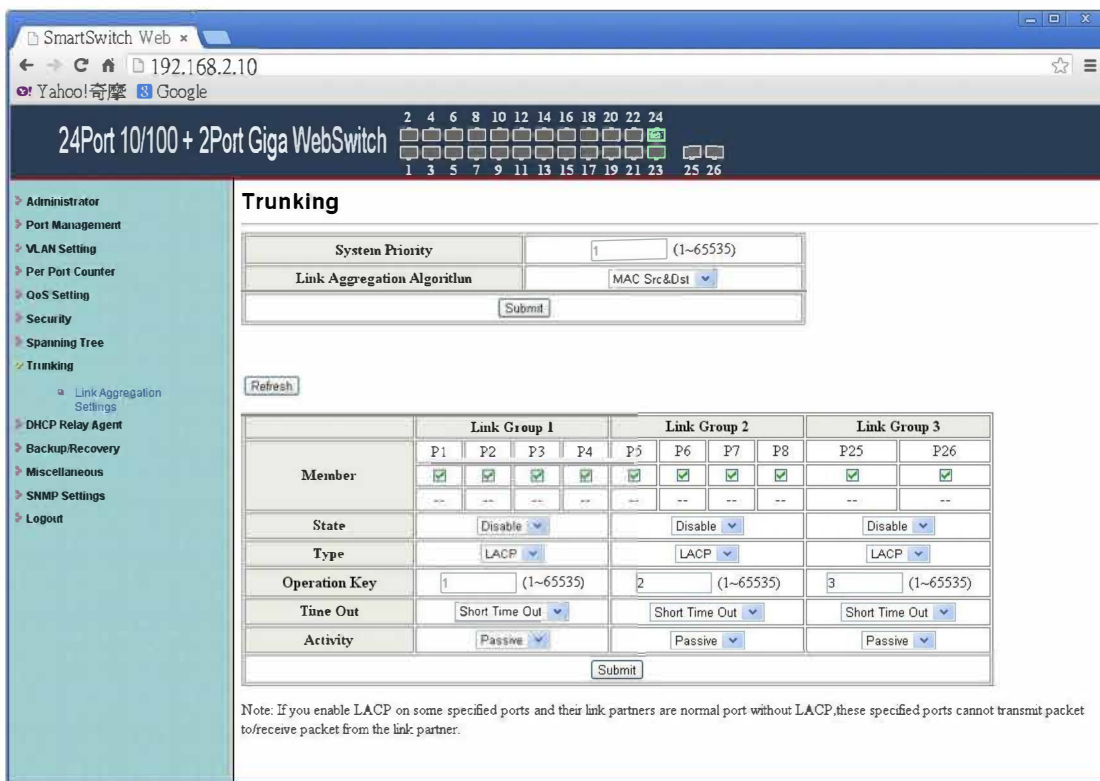 SmartSwitch Web ×
192.168.2.10
Yahoo!奇摩 Google
24Port 10/100 + 2Port Giga WebSwitch
2 4 6 8 10 12 14 16 18 20 22 24
1 3 5 7 9 11 13 15 17 19 21 23 25 26
Administrator
Port Management
VLAN Setting
Per Port Counter
QoS Setting
Security
Spanning Tree
Trunking
Link Aggregation
Settings
DHCP Relay Agent
Backup/Recovery
Miscellaneous
SNMP Settings
Logout
Trunking
System Priority 1 (1~65535)
Link Aggregation Algorithm MAC Src&Dst
Submit
Refresh
Link Group 1 Link Group 2 Link Group 3
Member P1 P2 P3 P4 P5 P6 P7 P8 P25 P26
-- -- -- -- -- -- -- -- -- --
State Disable Disable Disable
Type LACP LACP LACP
Operation Key 1 (1~65535) 2 (1~65535) 3 (1~65535)
Time Out Short Time Out Short Time Out Short Time Out
Activity Passive Passive Passive
Submit
Note: If you enable LACP on some specified ports and their link partners are normal port without LACP,these specified ports cannot transmit packet
to/receive packet from the link partner.